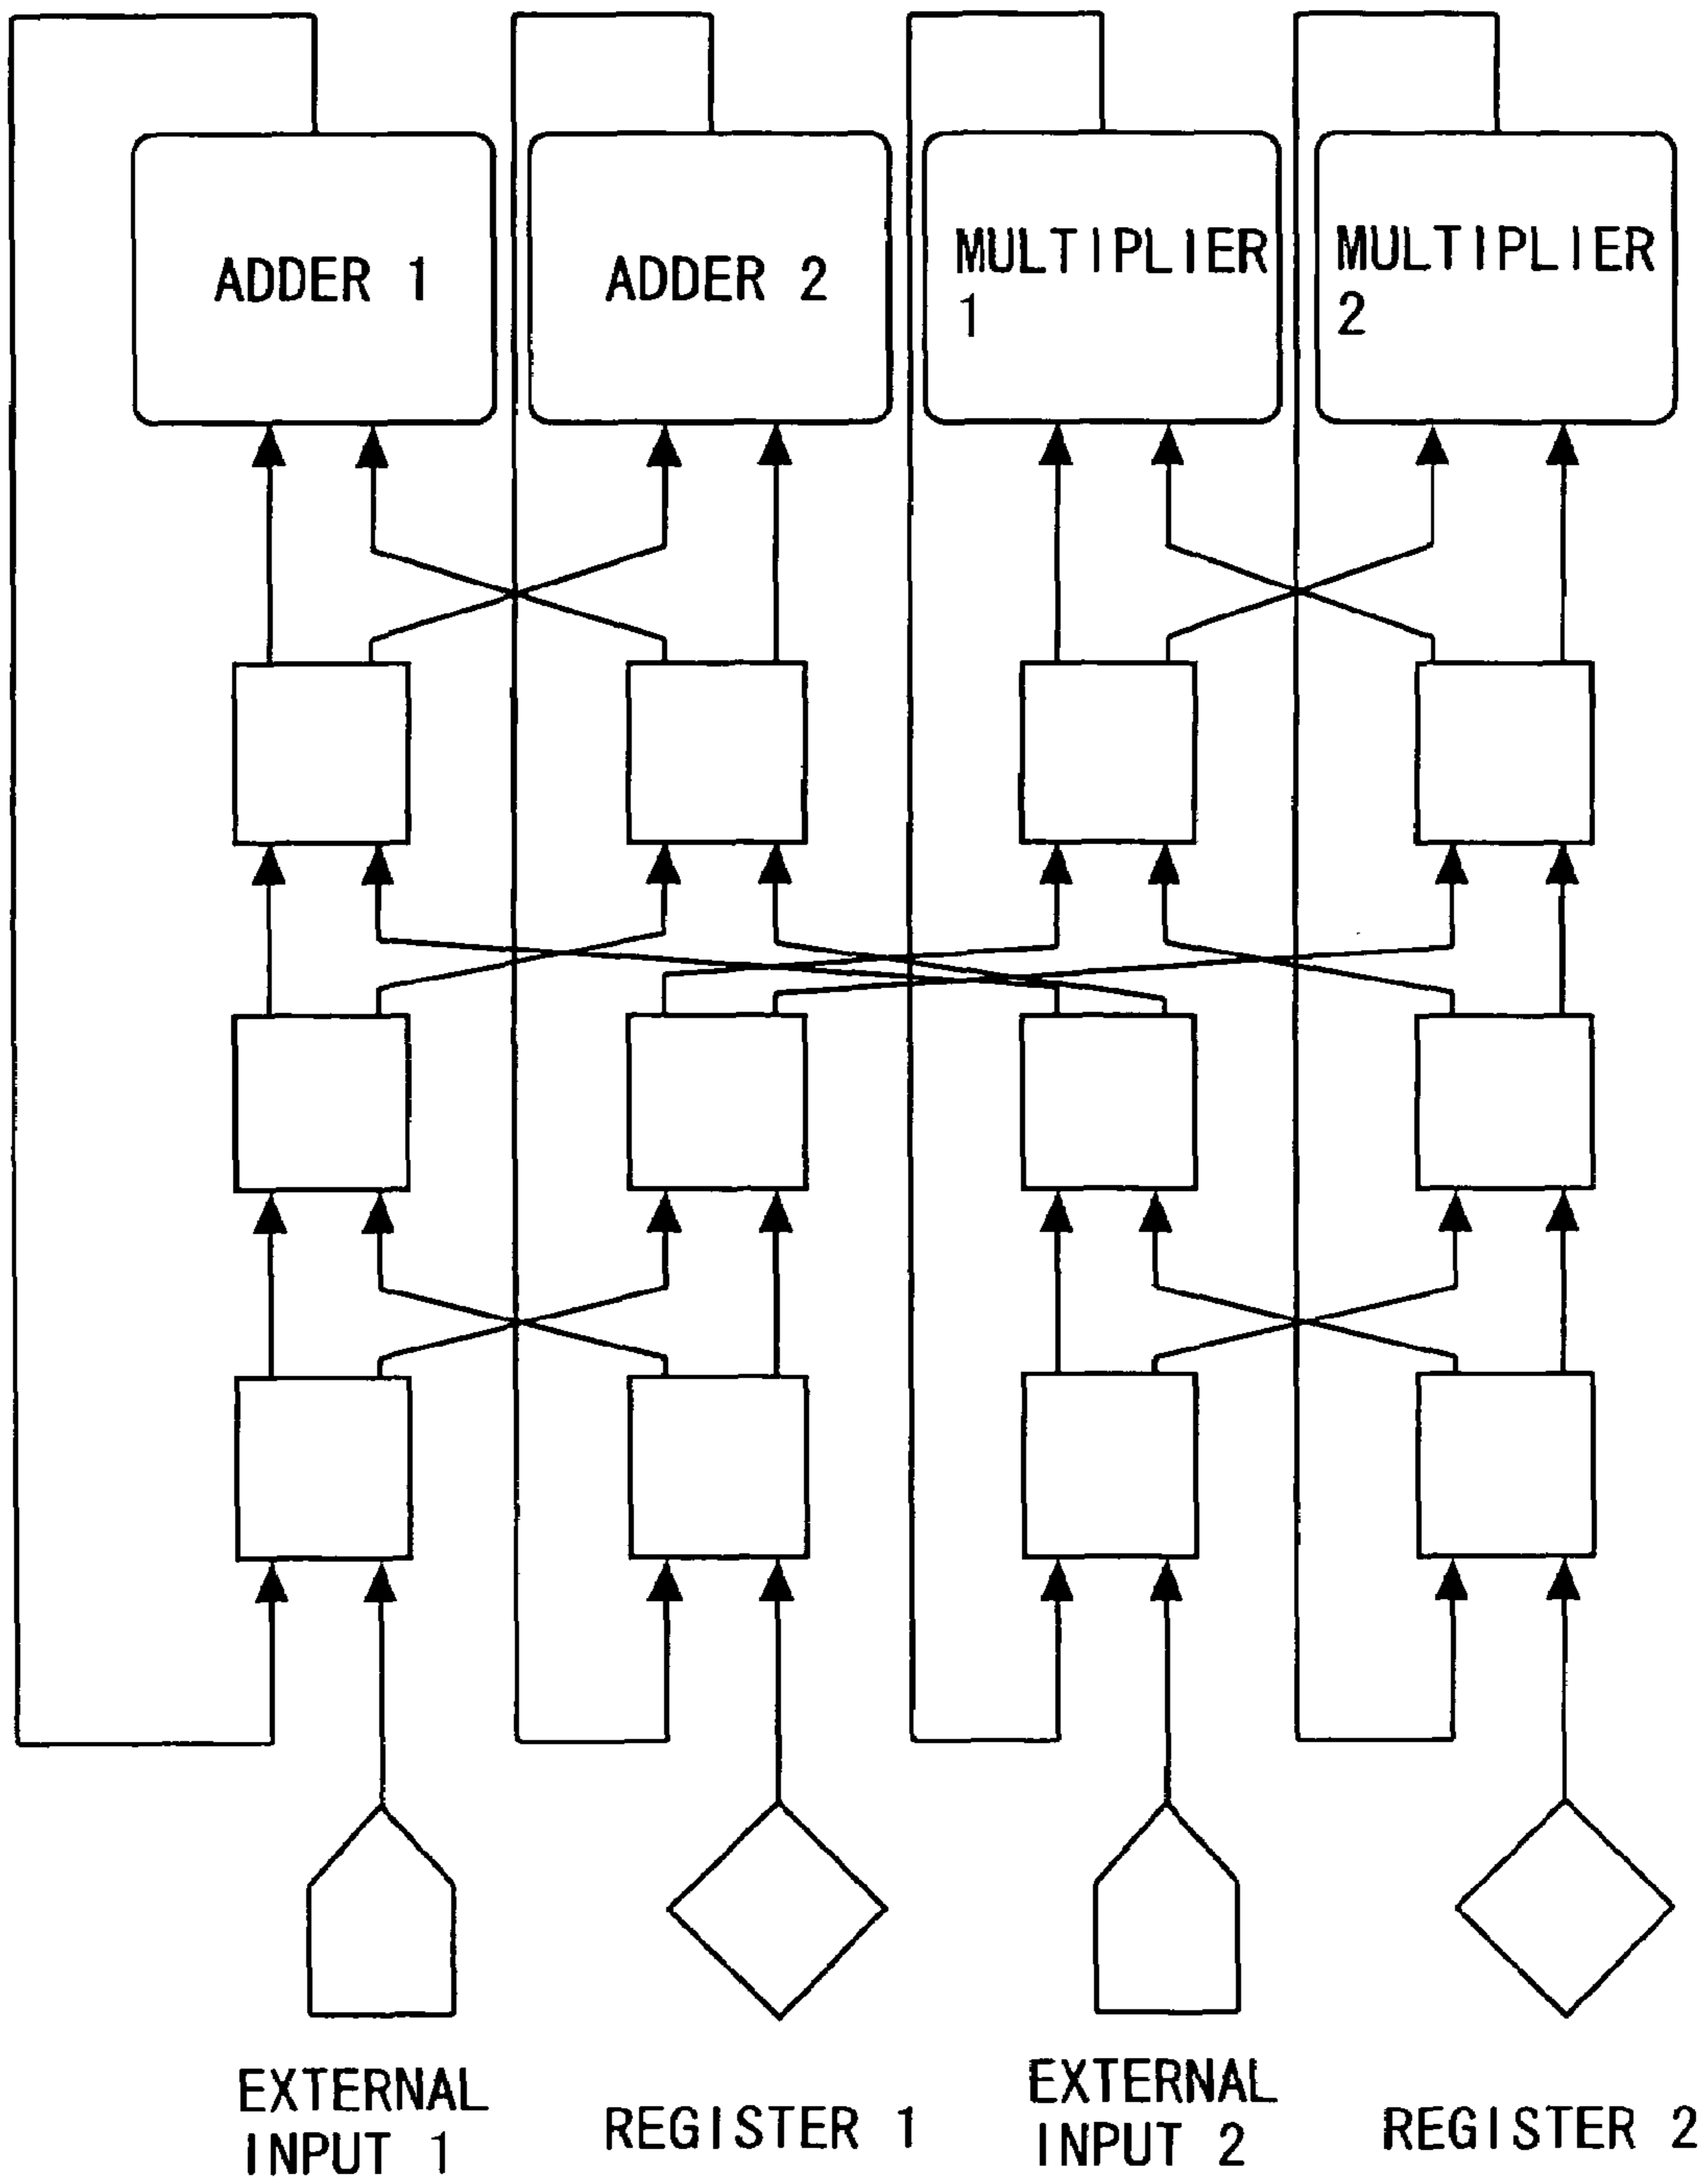 ADDER 1
ADDER 2
MULTIPLIER
1
MULTIPLIER
2
EXTERNAL
INPUT 1
REGISTER 1
EXTERNAL
INPUT 2
REGISTER 2